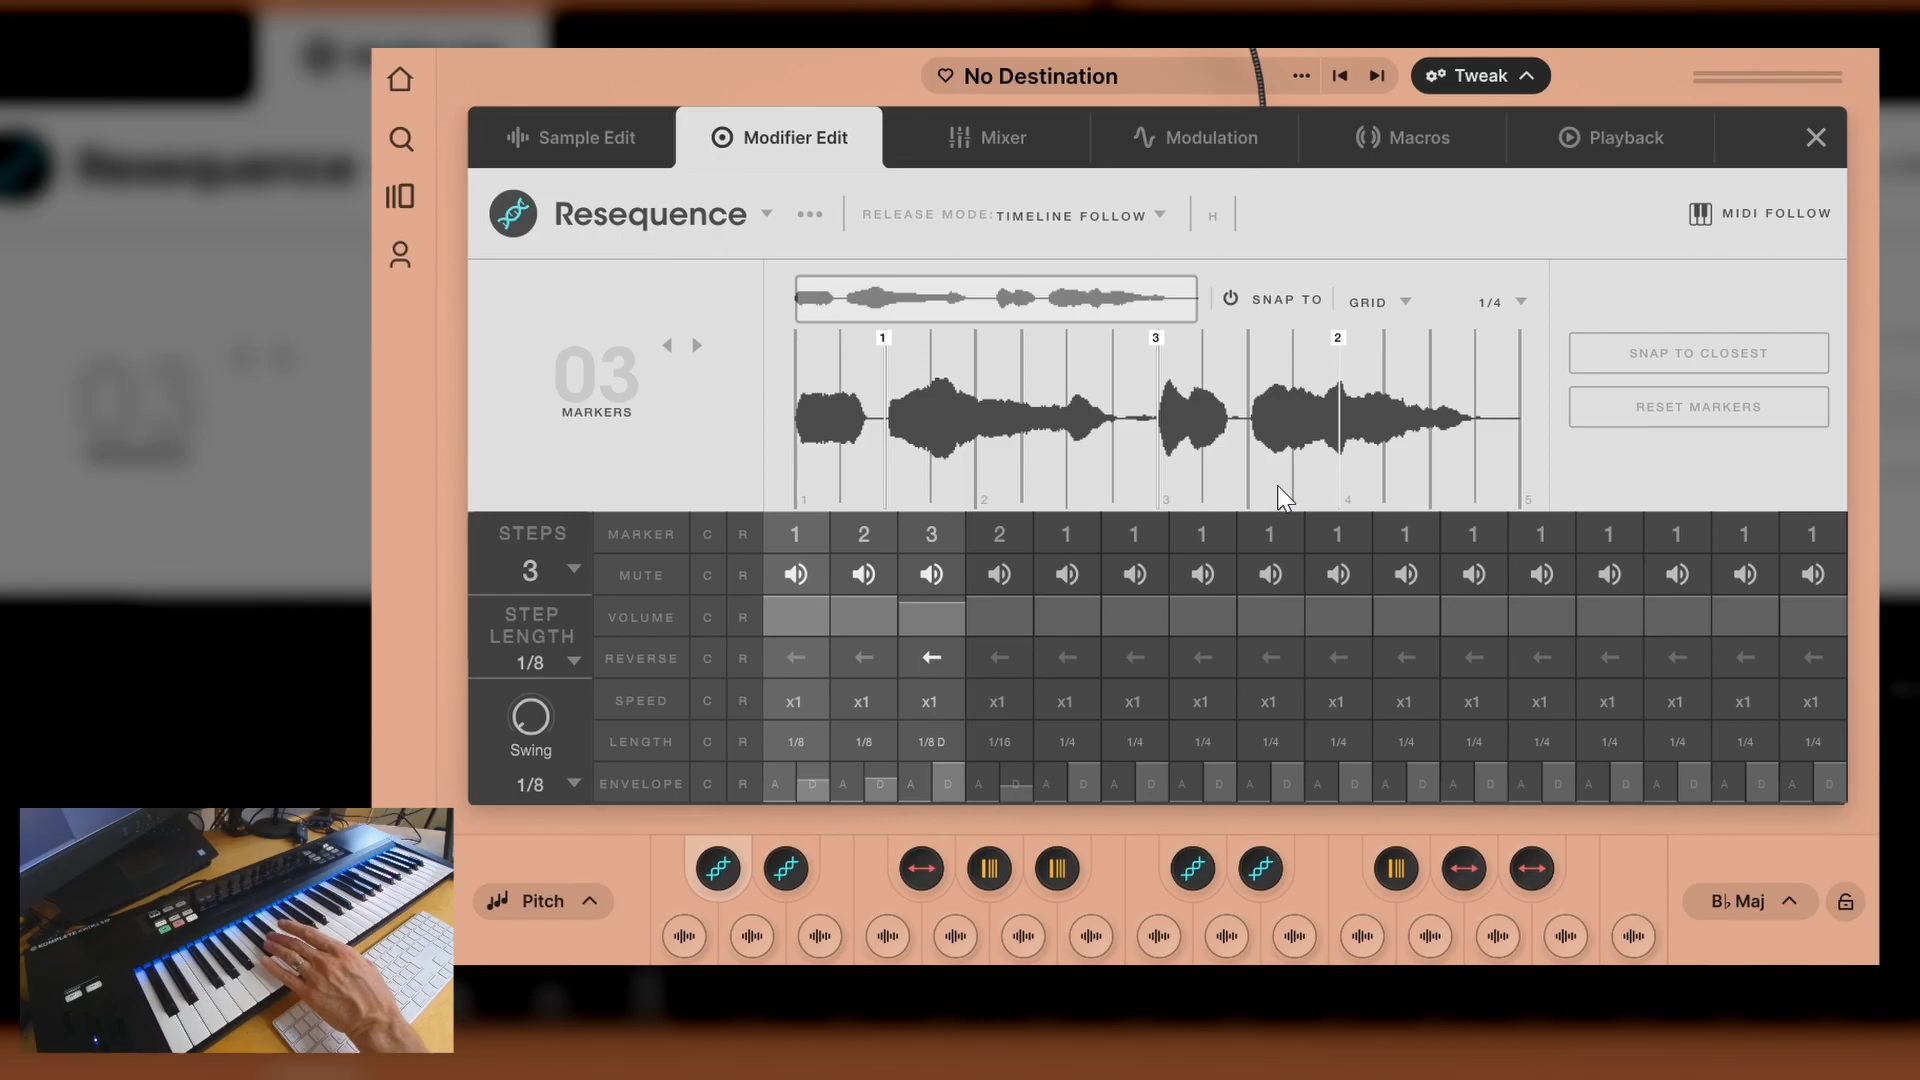 No Destination
Tweak
Sample Edit
Modifier Edit
Mixer
Modulation
Macros
Playback
Resequence
RELEASE MODE: TIMELINE FOLLOW
H
MIDI FOLLOW
SNAP TO
GRID
1/4
03
MARKERS
1
3
2
SNAP TO CLOSEST
RESET MARKERS
1 2 3 4 5
STEPS
3
MARKER C R 1 2 3 2 1 1 1 1 1 1 1 1 1 1 1 1
MUTE C R
STEP
LENGTH
1/8
VOLUME C R
REVERSE C R
SPEED C R x1 x1 x1 x1 x1 x1 x1 x1 x1 x1 x1 x1 x1 x1 x1 x1
Swing
1/8
LENGTH C R 1/8 1/8 1/8 D 1/16 1/4 1/4 1/4 1/4 1/4 1/4 1/4 1/4 1/4 1/4 1/4 1/4
ENVELOPE C R A D A D A D A D A D A D A D A D A D A D A D A D A D A D A D A D
Pitch
B♭ Maj